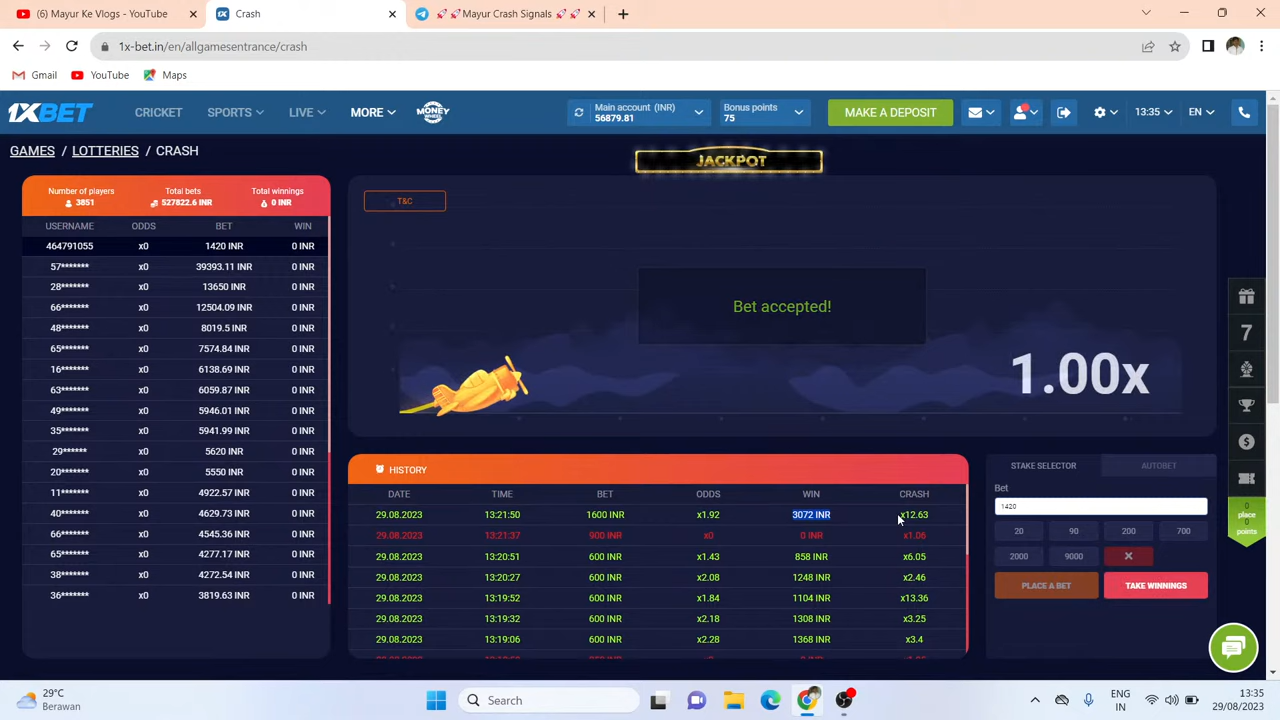 (6) Mayur Ke Vlogs - YouTube
Crash
🚀🚀Mayur Crash Signals 🚀🚀
1x-bet.in/en/allgamesentrance/crash
Gmail YouTube Maps
1XBET CRICKET SPORTS LIVE MORE MONEY WHEEL
Main account (INR)
56879.81
Bonus points
75
MAKE A DEPOSIT
13:35 EN
GAMES / LOTTERIES / CRASH
JACKPOT
Number of players
3851
Total bets
527822.6 INR
Total winnings
0 INR
USERNAME ODDS BET WIN
464791055 x0 1420 INR 0 INR
57******* x0 39393.11 INR 0 INR
28******* x0 13650 INR 0 INR
66******* x0 12504.09 INR 0 INR
48******* x0 8019.5 INR 0 INR
65******* x0 7574.84 INR 0 INR
16******* x0 6138.69 INR 0 INR
63******* x0 6059.87 INR 0 INR
49******* x0 5946.01 INR 0 INR
35******* x0 5941.99 INR 0 INR
29****** x0 5620 INR 0 INR
20******* x0 5550 INR 0 INR
11******* x0 4922.57 INR 0 INR
40******* x0 4629.73 INR 0 INR
66******* x0 4545.36 INR 0 INR
65******* x0 4277.17 INR 0 INR
38******* x0 4272.54 INR 0 INR
36******* x0 3819.63 INR 0 INR
T&C
Bet accepted!
1.00x
HISTORY
DATE TIME BET ODDS WIN CRASH
29.08.2023 13:21:50 1600 INR x1.92 3072 INR x12.63
29.08.2023 13:21:37 900 INR x0 0 INR x1.06
29.08.2023 13:20:51 600 INR x1.43 858 INR x6.05
29.08.2023 13:20:27 600 INR x2.08 1248 INR x2.46
29.08.2023 13:19:52 600 INR x1.84 1104 INR x13.36
29.08.2023 13:19:32 600 INR x2.18 1308 INR x3.25
29.08.2023 13:19:06 600 INR x2.28 1368 INR x3.4
STAKE SELECTOR AUTOBET
Bet
1420
20 90 200 700
2000 9000
PLACE A BET TAKE WINNINGS
7
0
place
0
points
29°C
Berawan
Search
ENG
IN
13:35
29/08/2023